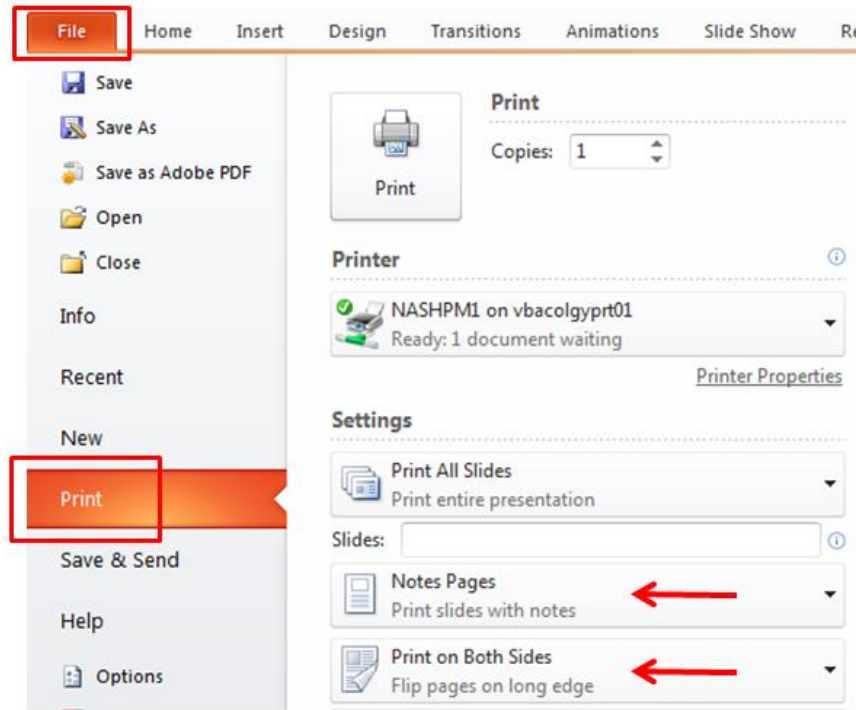 File Home Insert Design Transitions Animations Slide Show Re
Save
Save As
Save as Adobe PDF
Open
Close
Info
Recent
New
Print
Save & Send
Help
Options
Print
Print
Copies: 1
Printer
NASHPM1 on vbacolgyprt01
Ready: 1 document waiting
Printer Properties
Settings
Print All Slides
Print entire presentation
Slides:
Notes Pages
Print slides with notes
Print on Both Sides
Flip pages on long edge